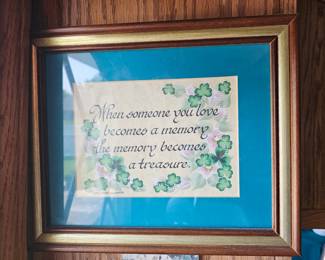 When someone you love
becomes a memory
the memory becomes
a treasure.